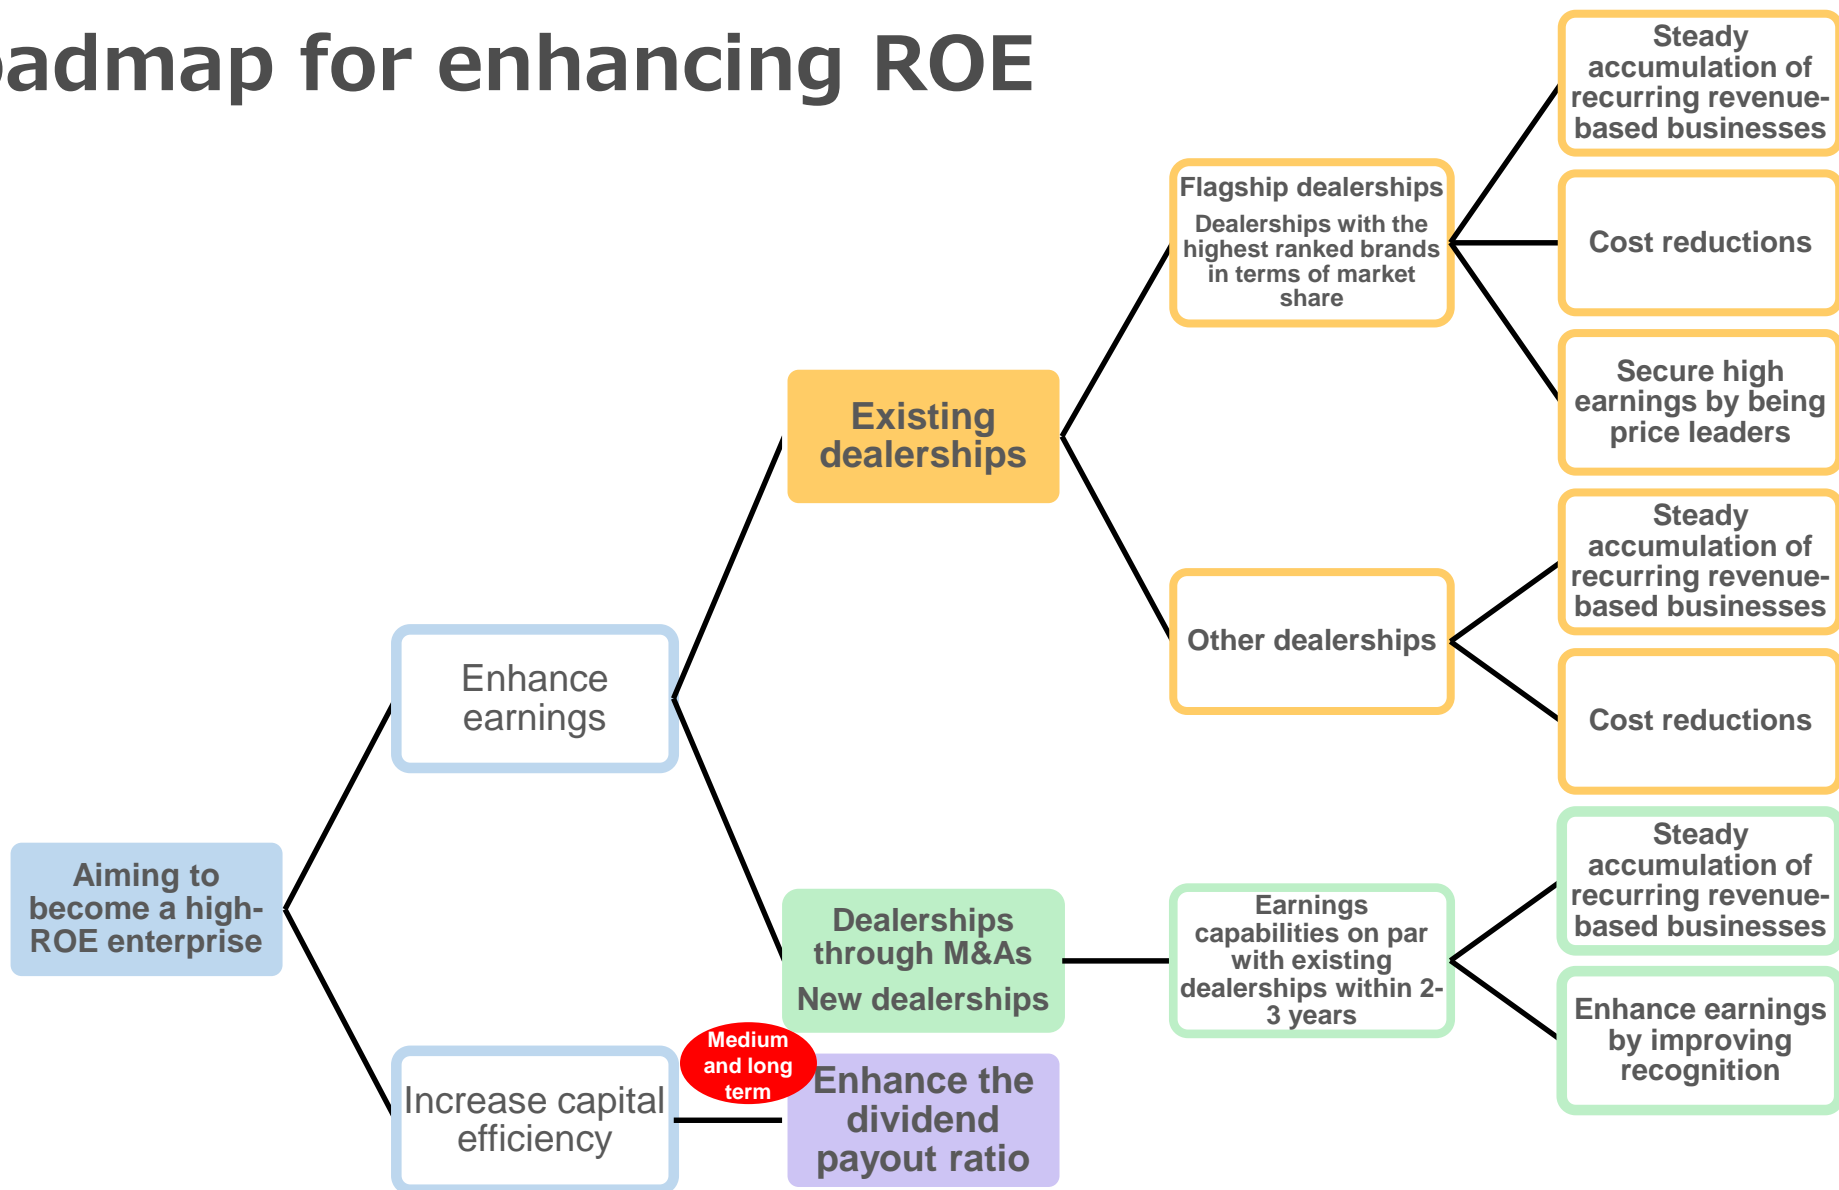 oadmap for enhancing ROE
Steady
accumulation of
recurring revenue-
based businesses
Flagship dealerships
Dealerships with the
highest ranked brands
in terms of market
share
Cost reductions
Secure high
earnings by being
price leaders
Existing
dealerships
Steady
accumulation of
recurring revenue-
based businesses
Other dealerships
Cost reductions
Enhance
earnings
Aiming to
become a high-
ROE enterprise
Dealerships
through M&As
New dealerships
Earnings
capabilities on par
with existing
dealerships within 2-
3 years
Steady
accumulation of
recurring revenue-
based businesses
Enhance earnings
by improving
recognition
Increase capital
efficiency
Medium
and long
term
Enhance the
dividend
payout ratio